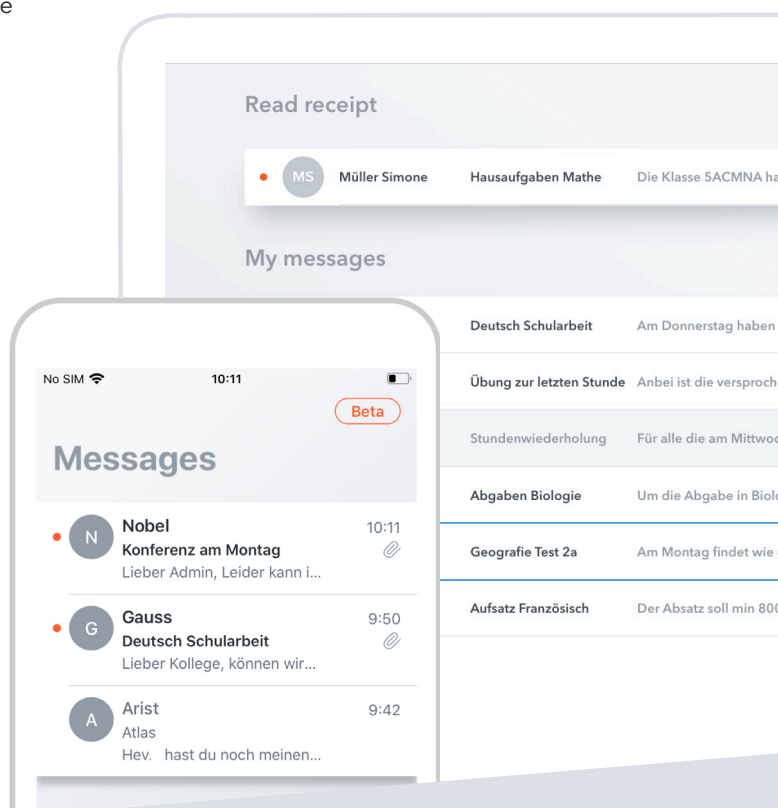 e
Read receipt
MS Müller Simone Hausaufgaben Mathe Die Klasse 5ACMNA ha
My messages
Deutsch Schularbeit Am Donnerstag haben
Übung zur letzten Stunde Anbei ist die versproch
Stundenwiederholung Für alle die am Mittwoc
Abgaben Biologie Um die Abgabe in Biolo
Geografie Test 2a Am Montag findet wie
Aufsatz Französisch Der Absatz soll min 800
No SIM 10:11
Beta
Messages
N Nobel 10:11
Konferenz am Montag
Lieber Admin, Leider kann i...
G Gauss 9:50
Deutsch Schularbeit
Lieber Kollege, können wir...
A Arist 9:42
Atlas
Hev. hast du noch meinen...